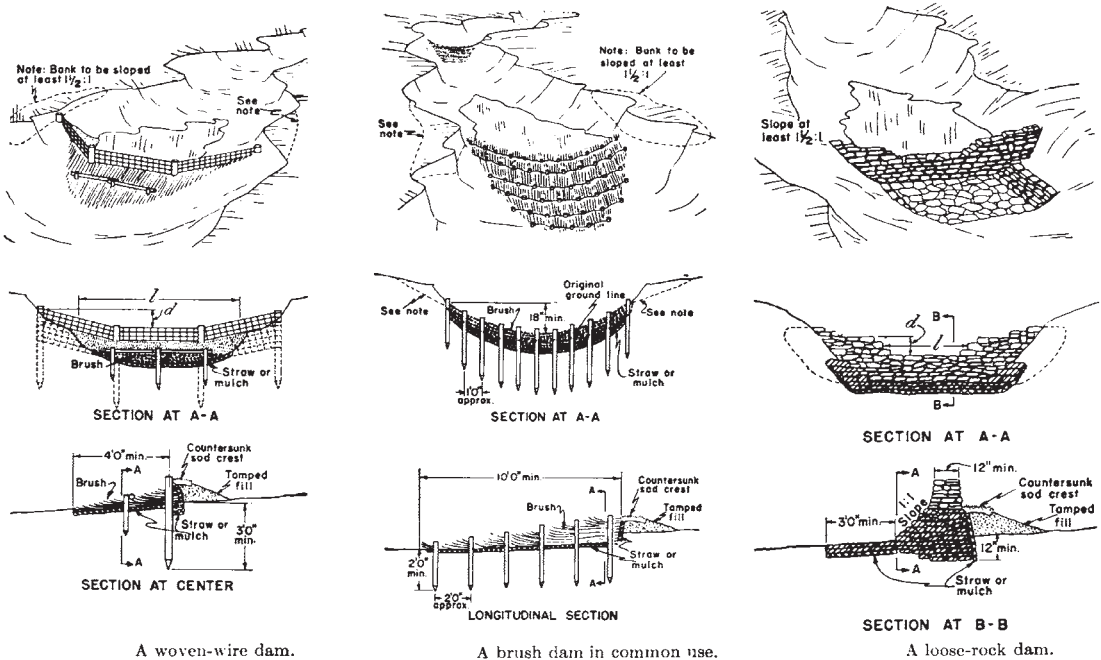 Note: Bank to be sloped
at least 1½:1
See
note
l
d
Brush
Straw or
mulch
SECTION AT A-A
4'0" min.
A
Countersunk
sod crest
Tamped
fill
Brush
Straw or
mulch
3'0"
min.
A
SECTION AT CENTER
A woven-wire dam.
Note: Bank to be
sloped at least
1½:1
See
note
Original
ground line
See note
Brush
18" min.
See note
Straw or
mulch
1'0"
approx.
SECTION AT A-A
10'0" min.
A
Countersunk
sod crest
Brush
Tamped
fill
Straw or
mulch
2'0"
min.
A
2'0"
approx
LONGITUDINAL SECTION
A brush dam in common use.
Slope at
least 1½:1
B
d
l
B
SECTION AT A-A
A
12" min.
Countersunk
sod crest
1:1
Slope
Tamped
fill
3'0" min.
12" min.
A
Straw or
mulch
SECTION AT B-B
A loose-rock dam.